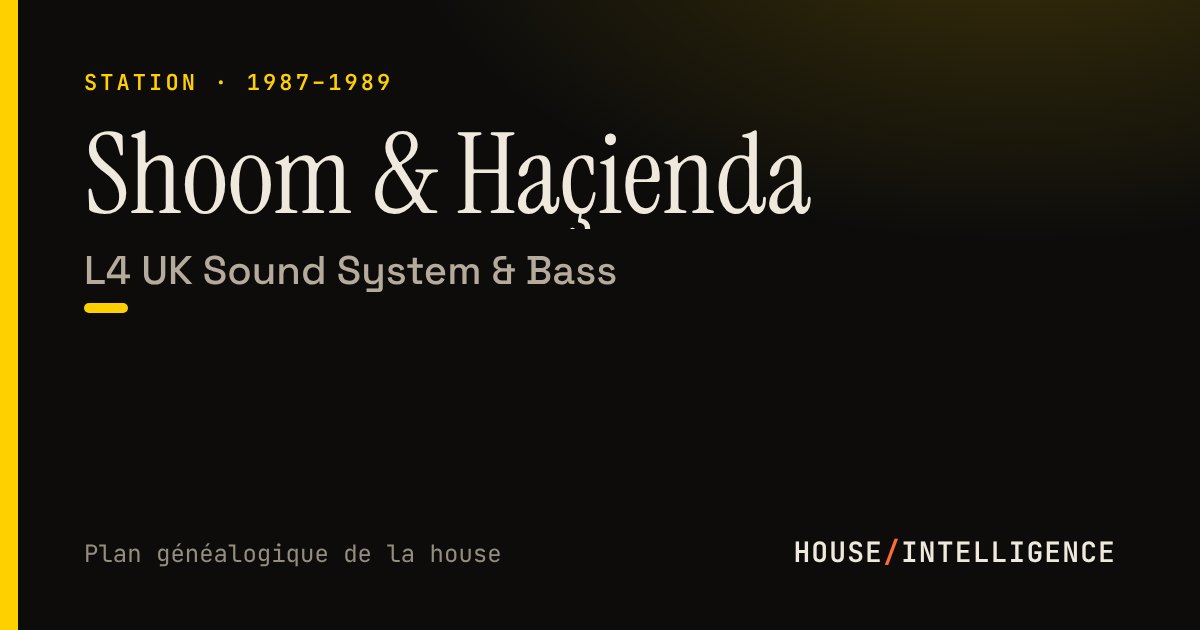 STATION · 1987–1989
Shoom & Haçienda
L4 UK Sound System & Bass
Plan généalogique de la house
HOUSE/INTELLIGENCE